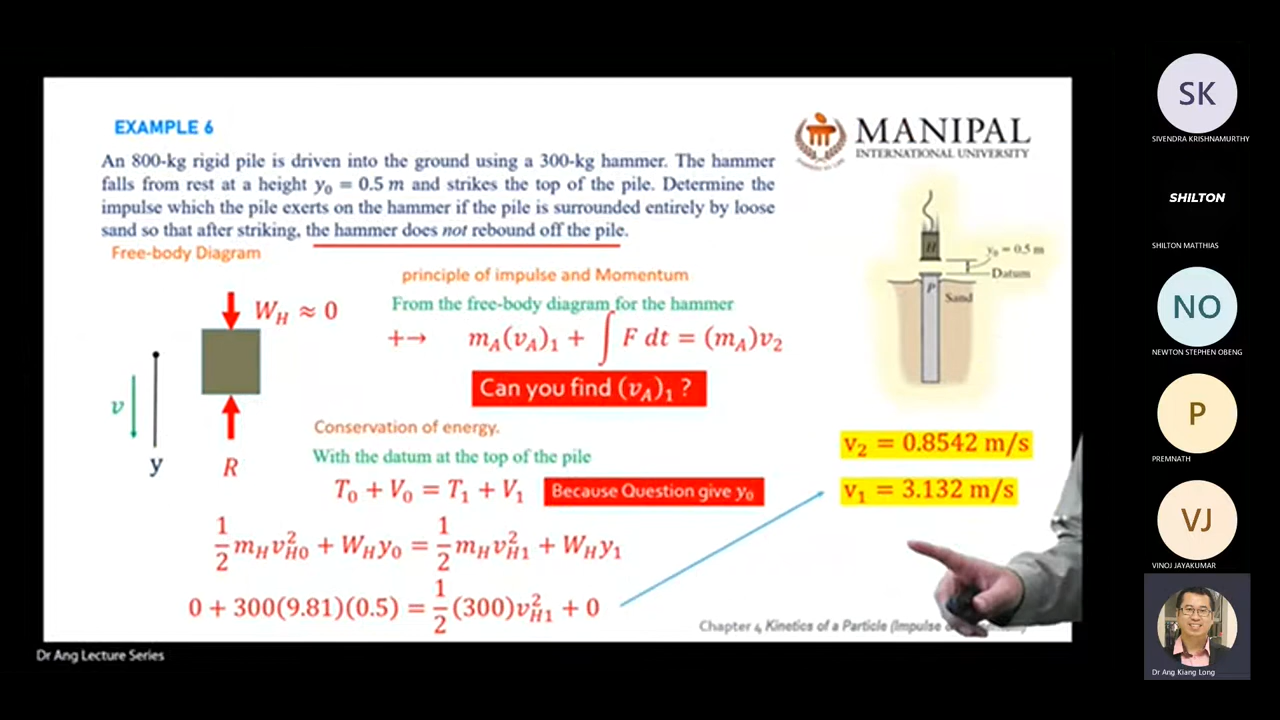 EXAMPLE 6
MANIPAL
INTERNATIONAL UNIVERSITY
An 800-kg rigid pile is driven into the ground using a 300-kg hammer. The hammer
falls from rest at a height y₀ = 0.5 m and strikes the top of the pile. Determine the
impulse which the pile exerts on the hammer if the pile is surrounded entirely by loose
sand so that after striking, the hammer does not rebound off the pile.
Free-body Diagram
W_H ≈ 0
v
y
R
principle of impulse and Momentum
From the free-body diagram for the hammer
+→ m_A(v_A)₁ + ∫ F dt = (m_A)v₂
Can you find (v_A)₁ ?
Conservation of energy.
With the datum at the top of the pile
T₀ + V₀ = T₁ + V₁
Because Question give y₀
1/2 m_H v²_H0 + W_H y₀ = 1/2 m_H v²_H1 + W_H y₁
0 + 300(9.81)(0.5) = 1/2 (300)v²_H1 + 0
H
y₀ = 0.5 m
Datum
P
Sand
v₂ = 0.8542 m/s
v₁ = 3.132 m/s
Chapter 4, Kinetics of a Particle (Impulse
Dr Ang Lecture Series
SK
SIVENDRA KRISHNAMURTHY
SHILTON
SHILTON MATTHIAS
NO
NEWTON STEPHEN OBENG
P
PREMNATH
VJ
VINOJ JAYAKUMAR
Dr Ang Kiang Long